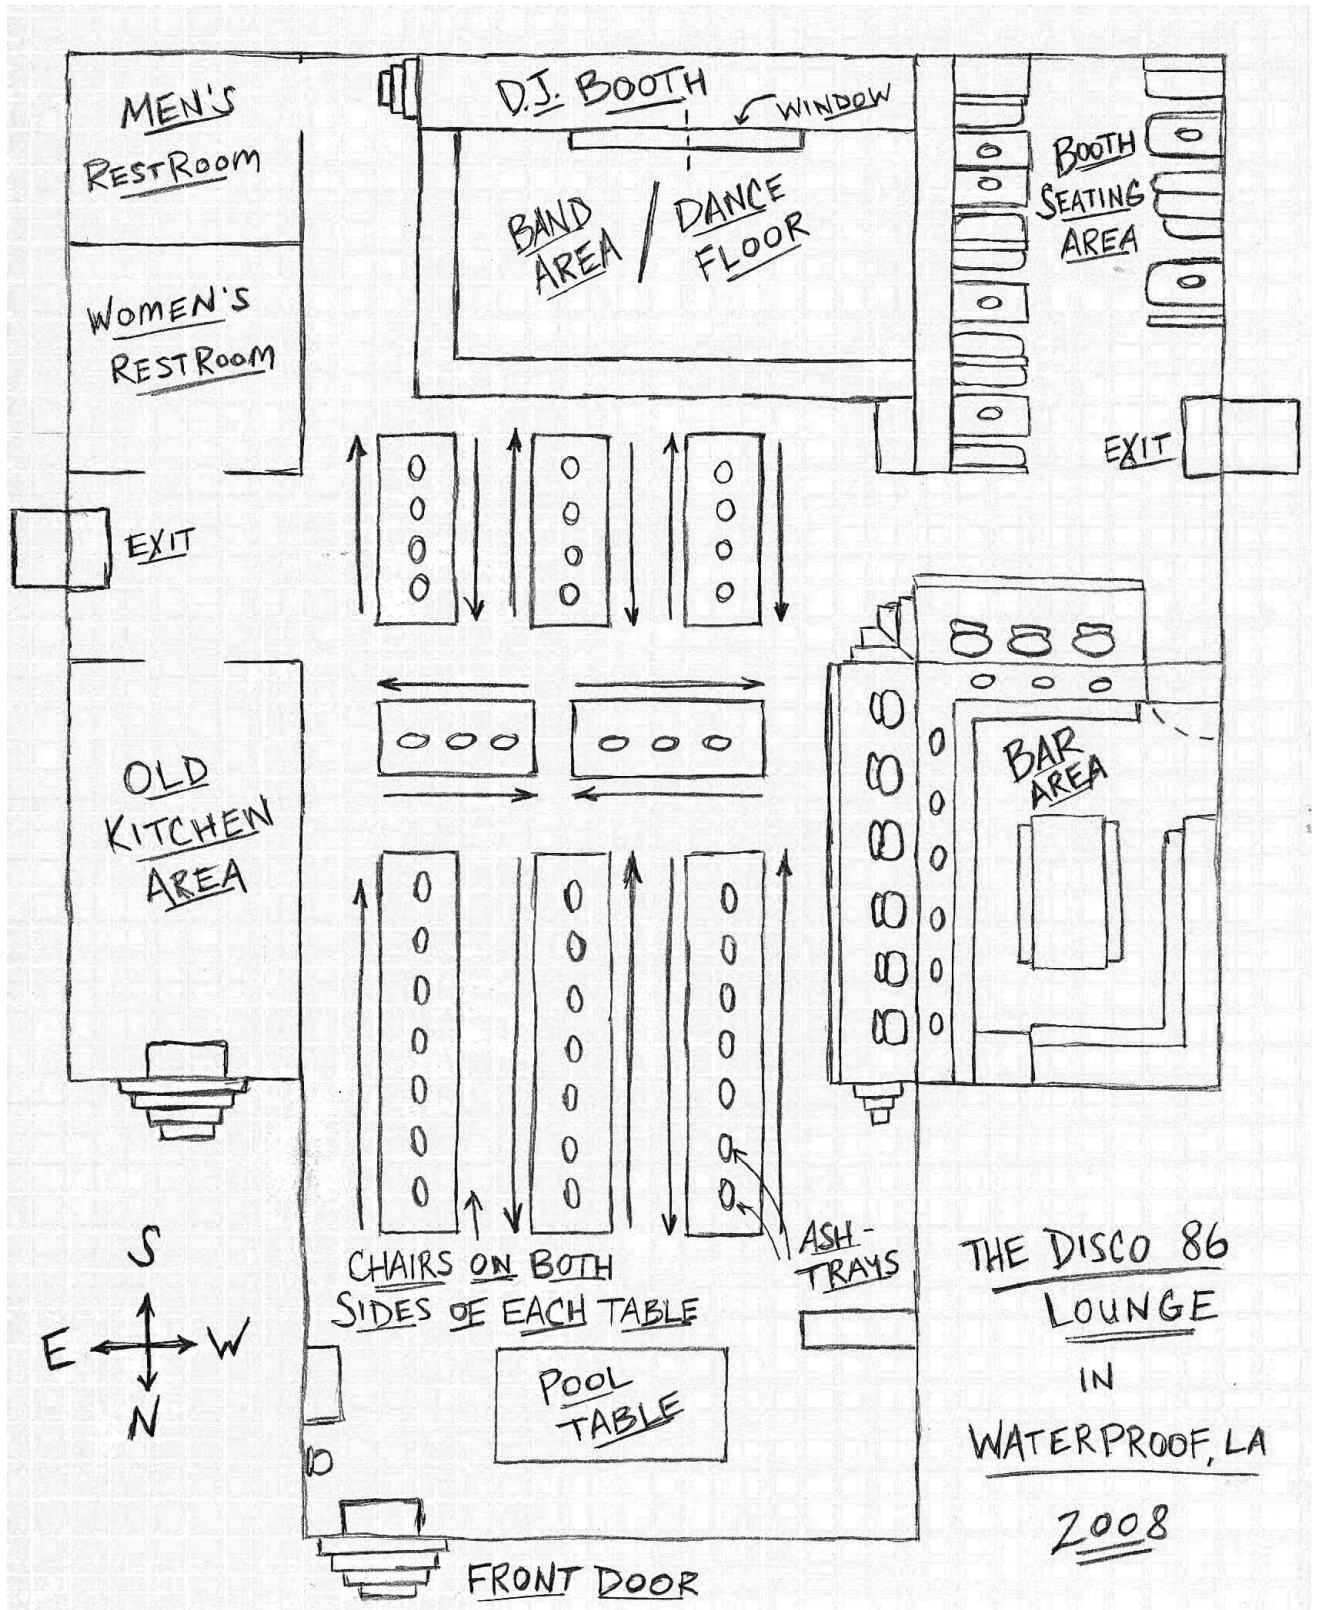 MEN'S
RESTROOM
D.J. BOOTH
WINDOW
BOOTH
SEATING
AREA
BAND
AREA
/
DANCE
FLOOR
WOMEN'S
RESTROOM
EXIT
EXIT
OLD
KITCHEN
AREA
BAR
AREA
CHAIRS ON BOTH
SIDES OF EACH TABLE
ASH-
TRAYS
S
E W
N
POOL
TABLE
FRONT DOOR
THE DISCO 86
LOUNGE
IN
WATERPROOF, LA
2008